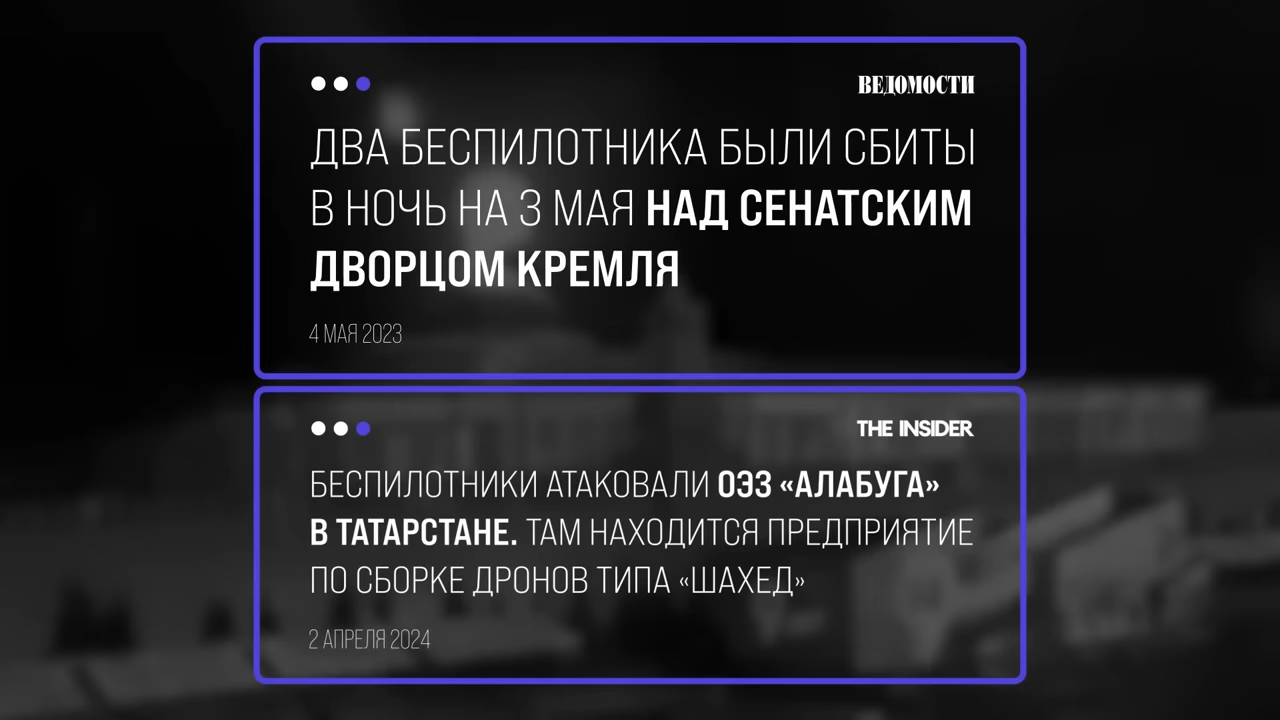 ВЕДОМОСТИ
ДВА БЕСПИЛОТНИКА БЫЛИ СБИТЫ
В НОЧЬ НА 3 МАЯ НАД СЕНАТСКИМ
ДВОРЦОМ КРЕМЛЯ
4 МАЯ 2023
THE INSIDER
БЕСПИЛОТНИКИ АТАКОВАЛИ ОЭЗ «АЛАБУГА»
В ТАТАРСТАНЕ. ТАМ НАХОДИТСЯ ПРЕДПРИЯТИЕ
ПО СБОРКЕ ДРОНОВ ТИПА «ШАХЕД»
2 АПРЕЛЯ 2024